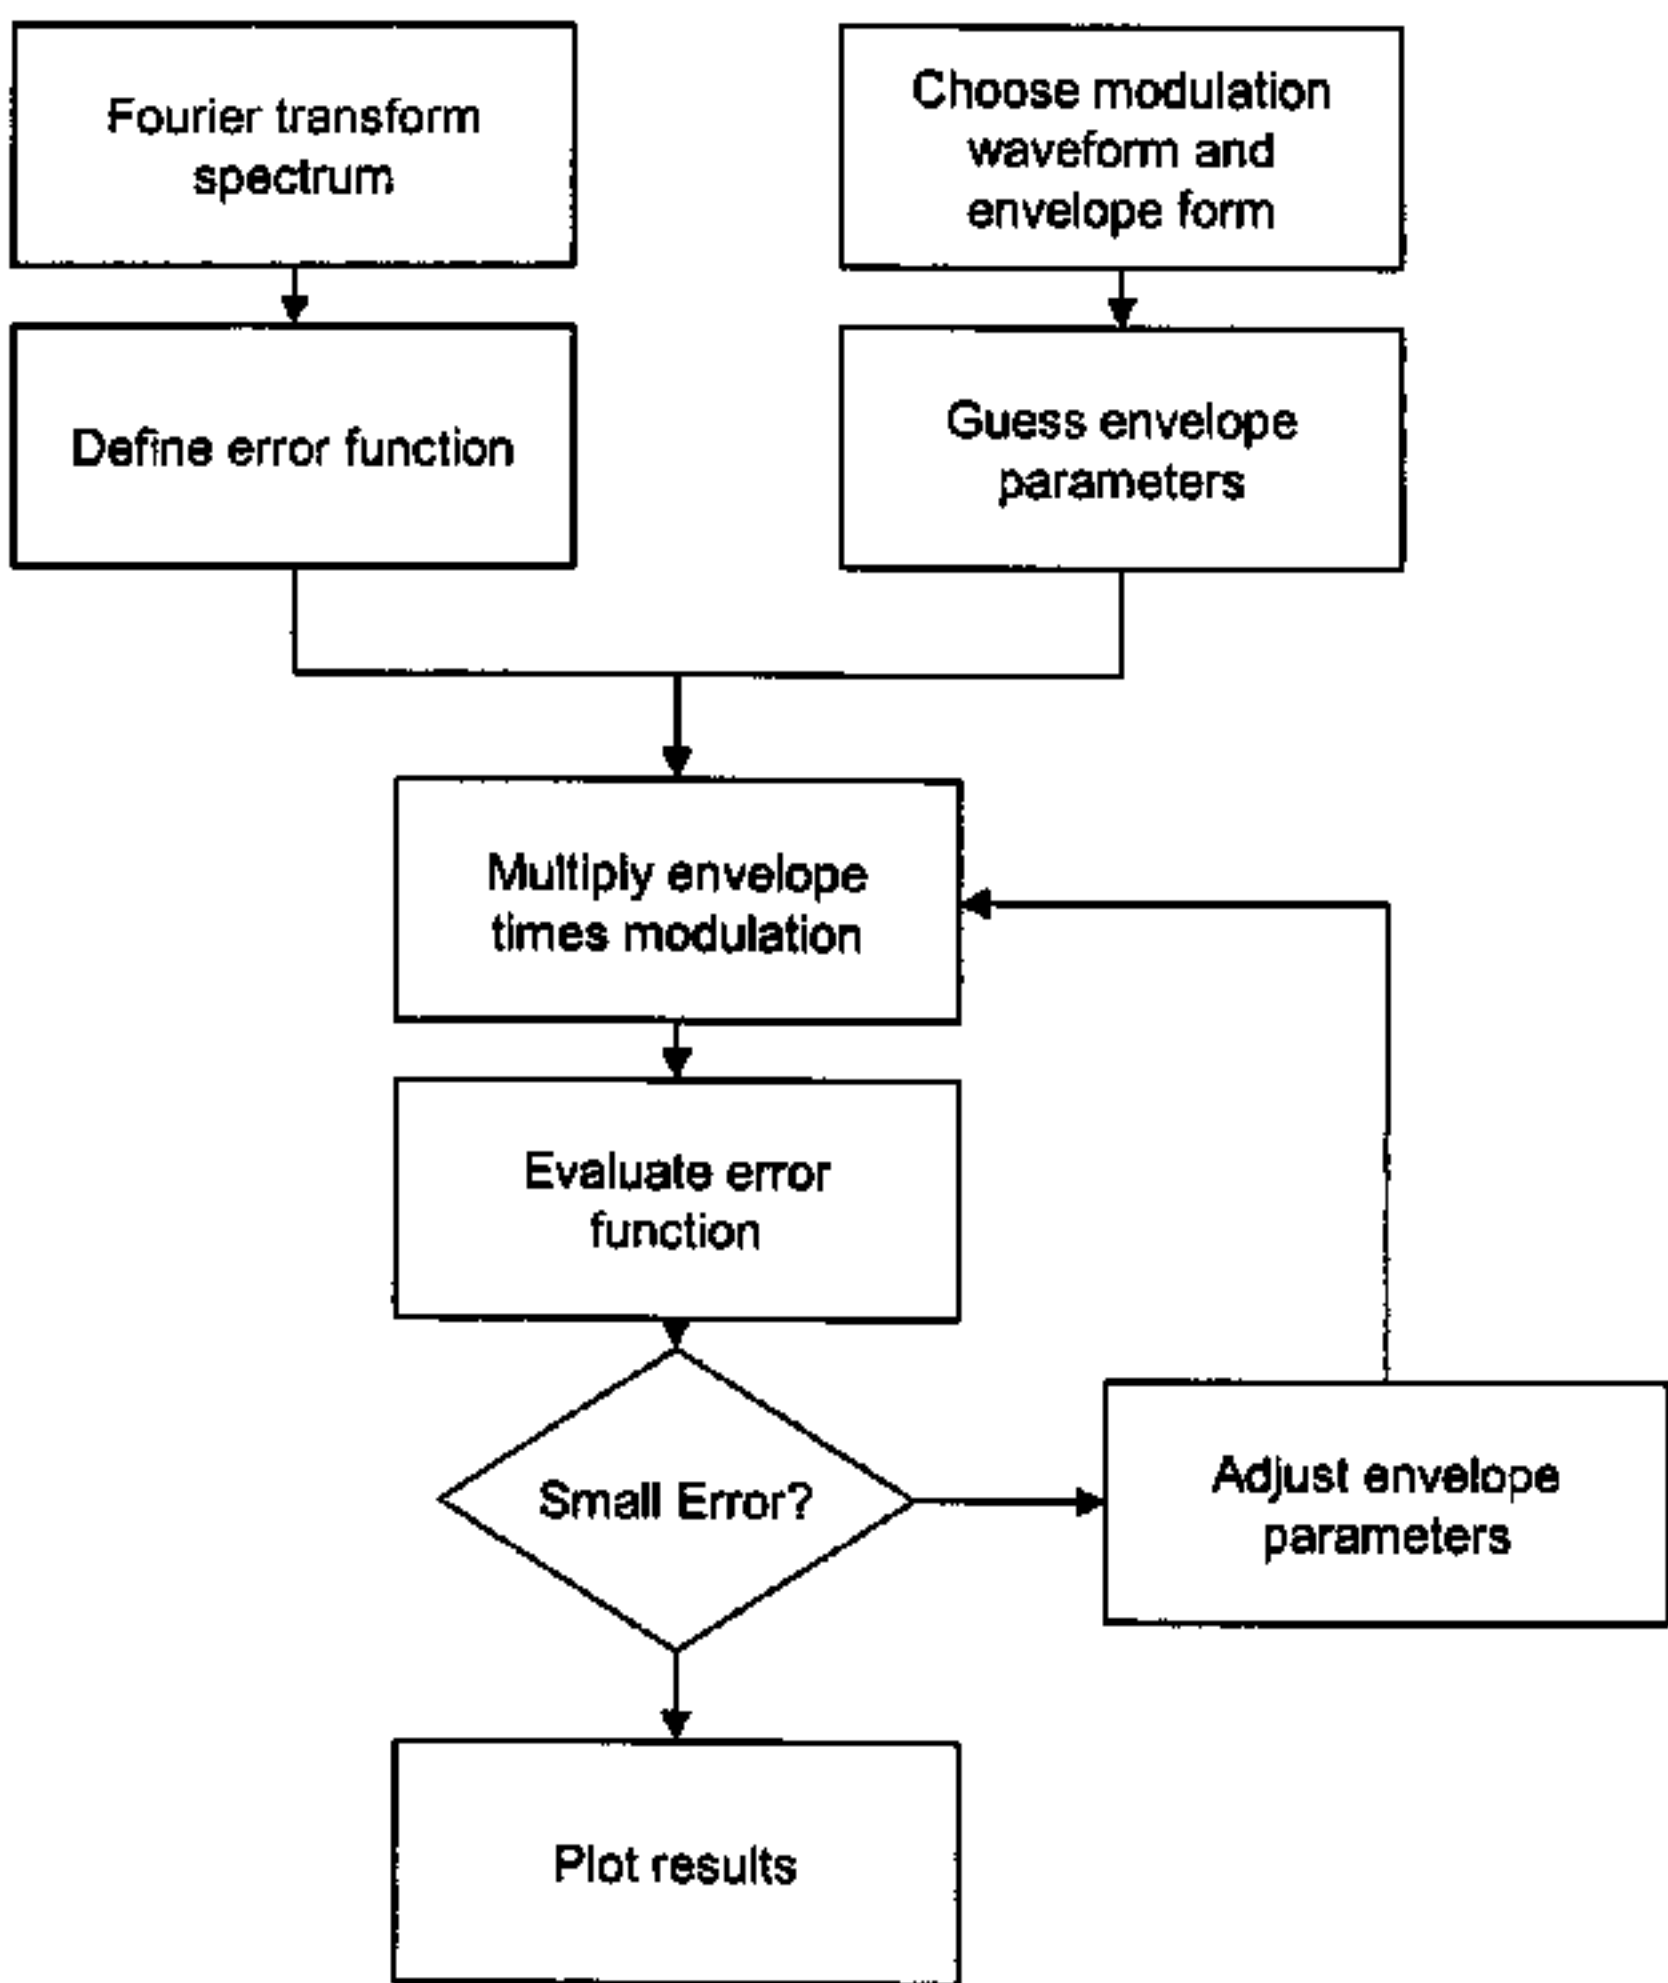 Fourier transform
spectrum
Choose modulation
waveform and
envelope form
Define error function
Guess envelope
parameters
Multiply envelope
times modulation
Evaluate error
function
Small Error?
Adjust envelope
parameters
Plot results